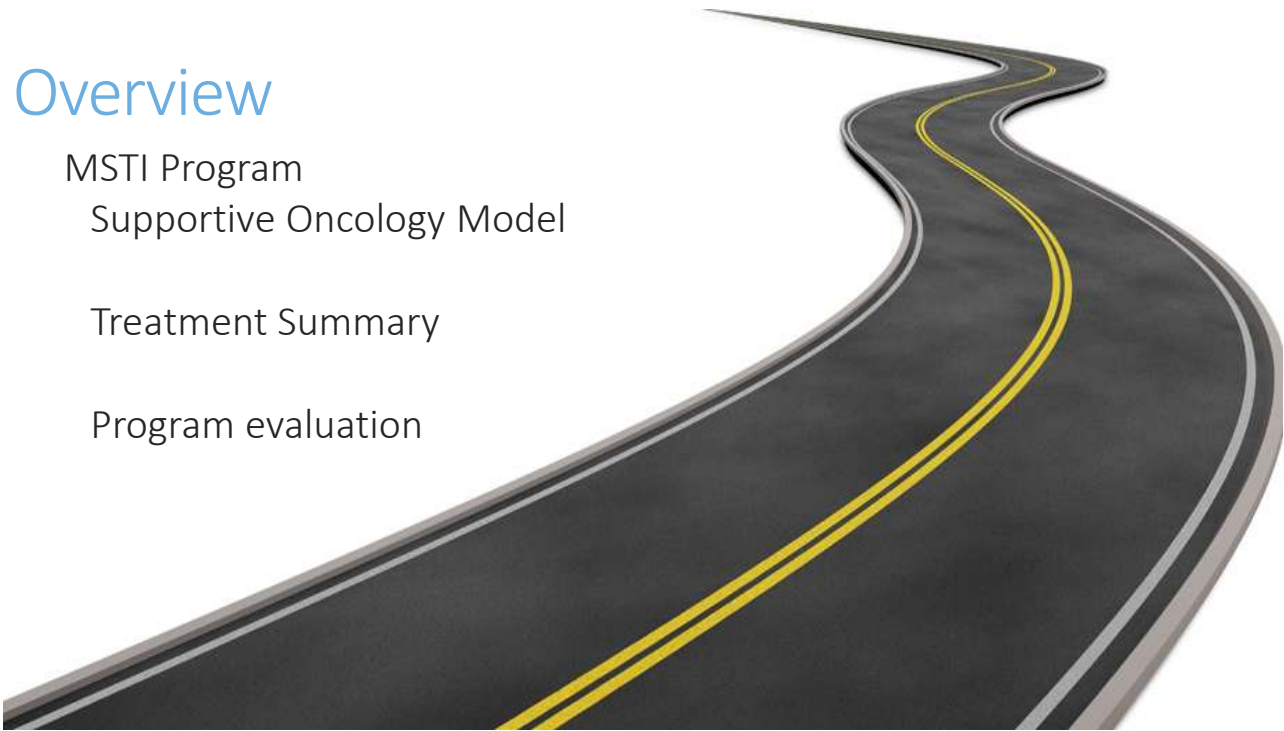 Overview
MSTI Program
Supportive Oncology Model
Treatment Summary
Program evaluation